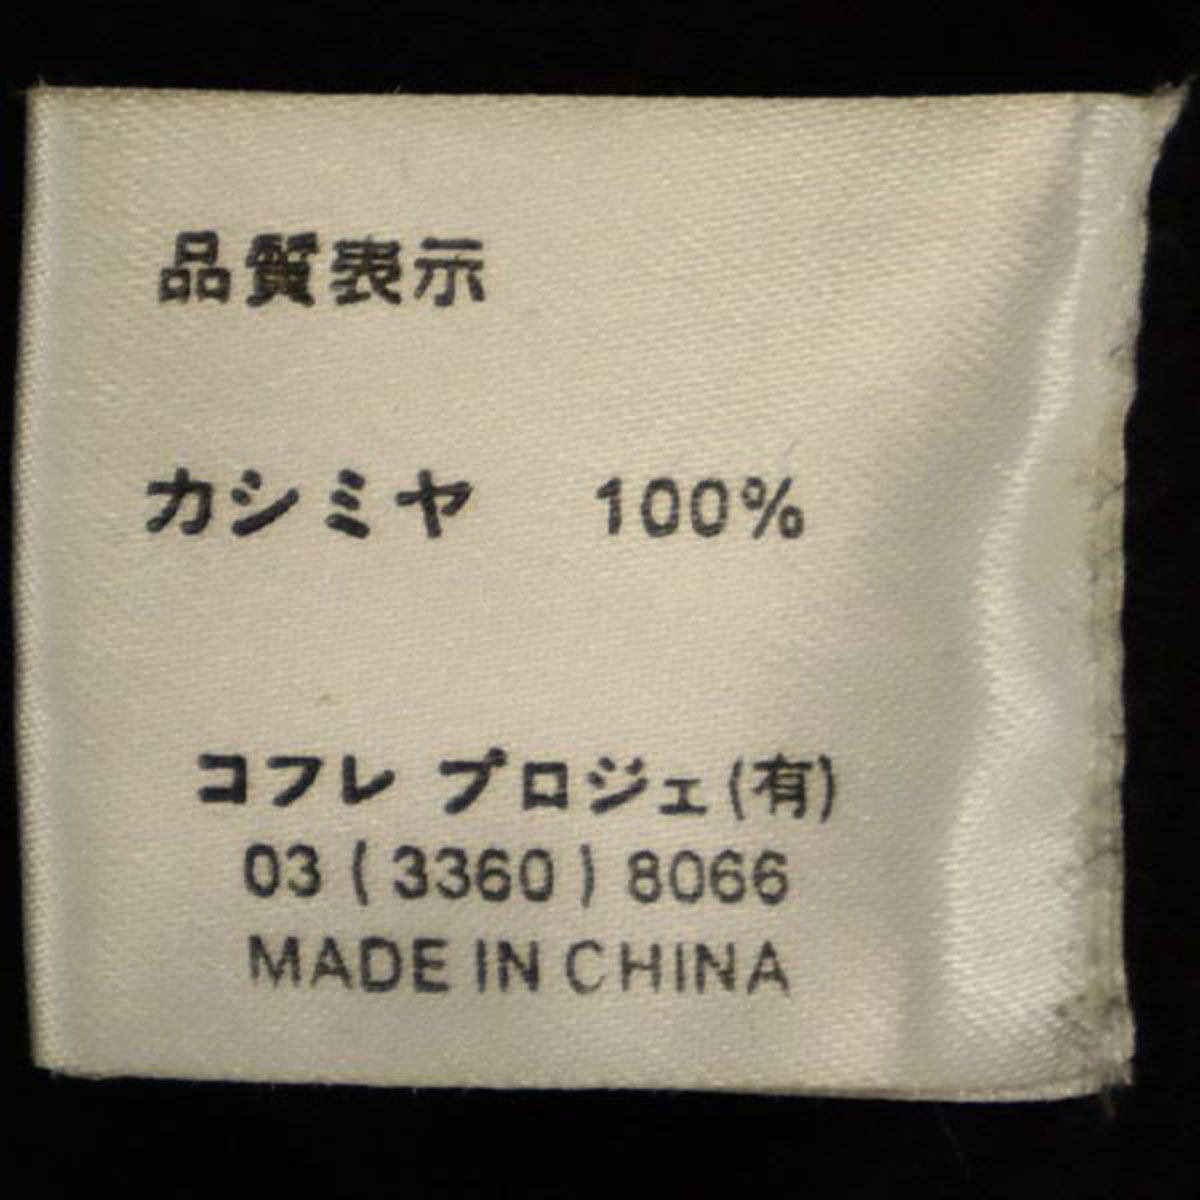 品質表示
カシミヤ 100%
コフレ プロジェ(有)
03(3360)8066
MADE IN CHINA